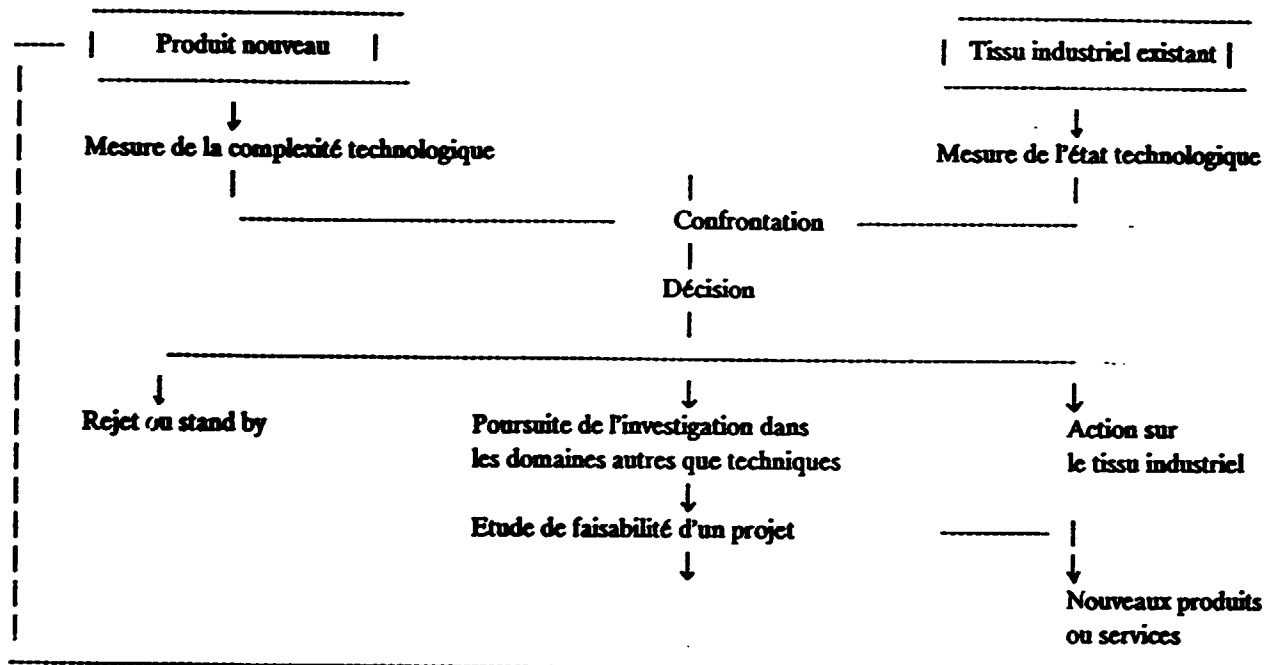 Produit nouveau
Tissu industriel existant
Mesure de la complexité technologique
Mesure de l'état technologique
Confrontation
Décision
Rejet ou stand by
Poursuite de l'investigation dans
les domaines autres que techniques
Action sur
le tissu industriel
Etude de faisabilité d'un projet
Nouveaux produits
ou services